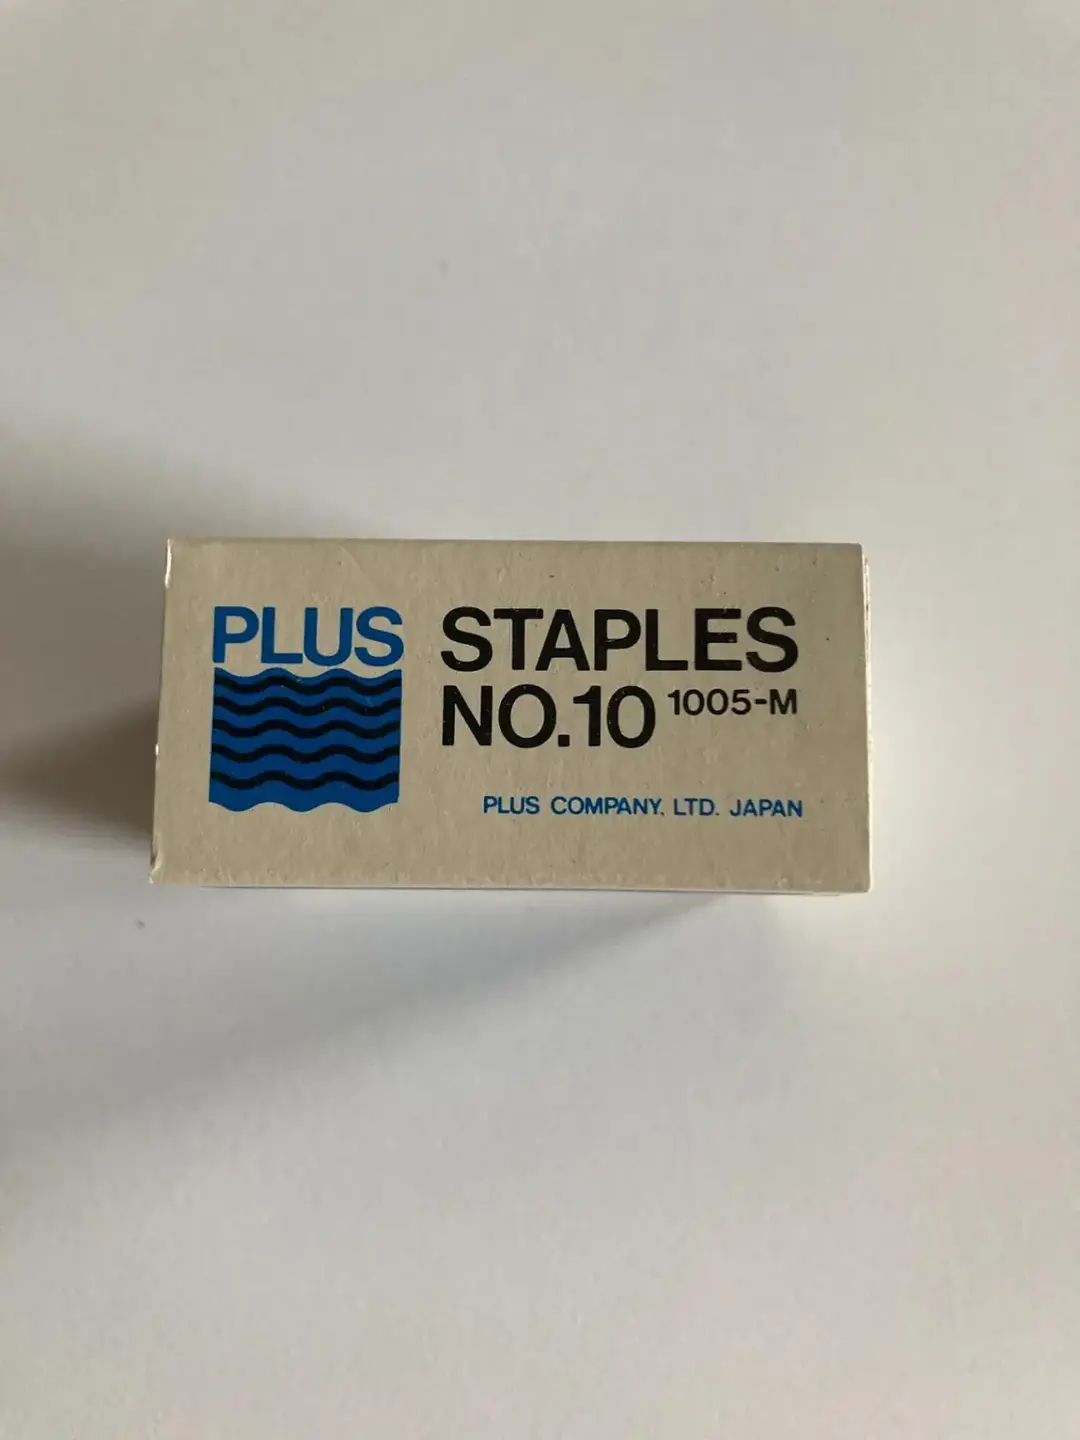 PLUS
STAPLES
NO.10 1005-M
PLUS COMPANY, LTD. JAPAN